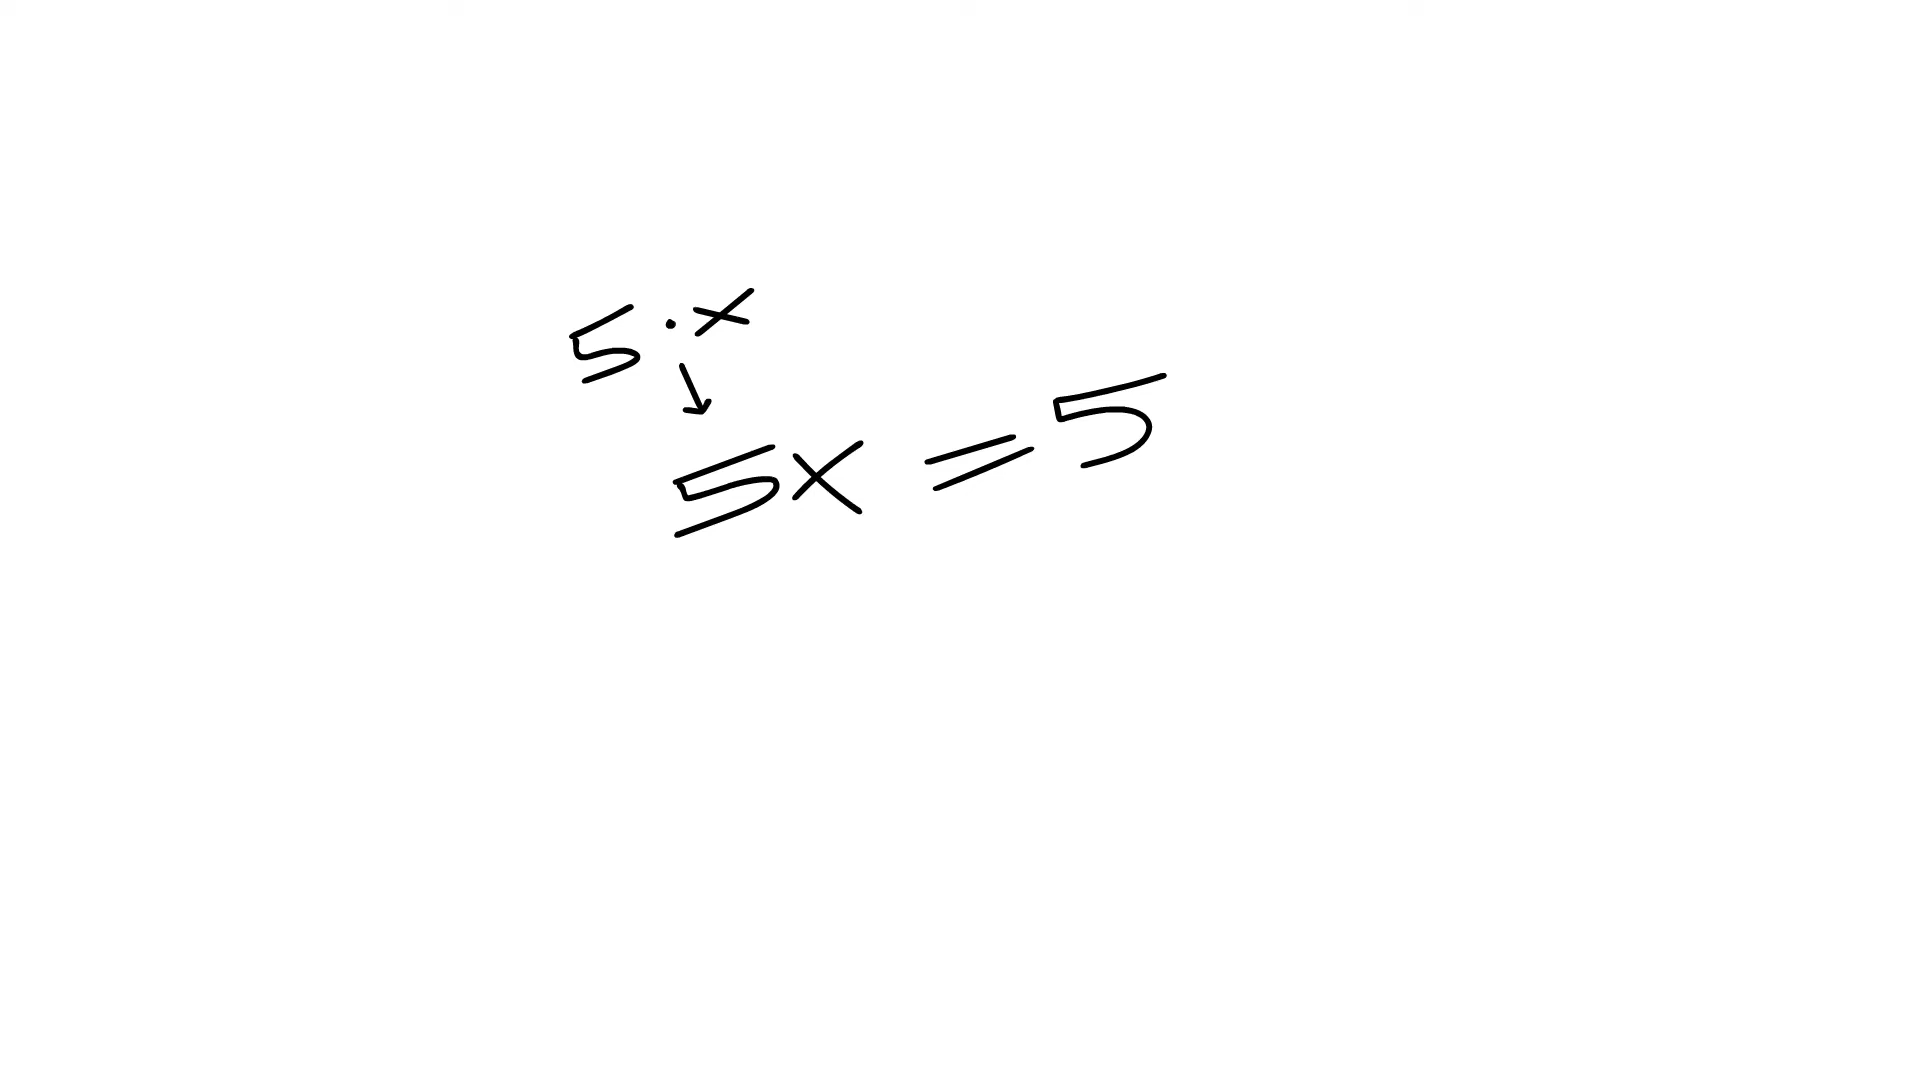 5 · x
↓
5x = 5